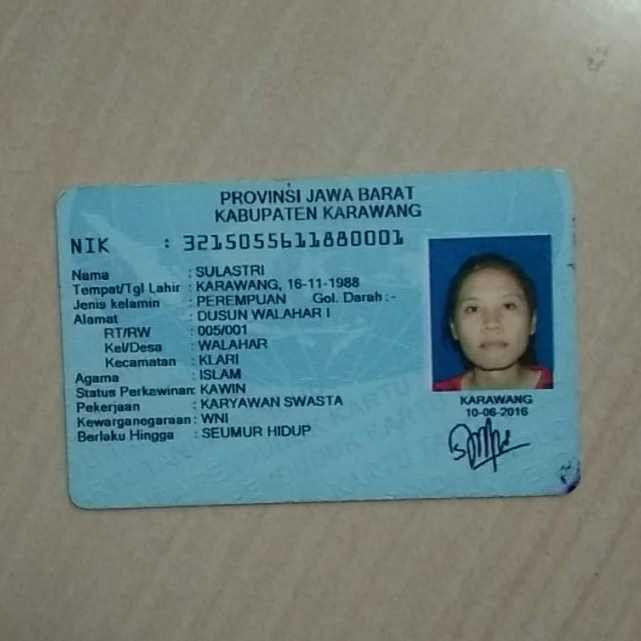 PROVINSI JAWA BARAT
KABUPATEN KARAWANG
NIK : 3215055611880001
Nama : SULASTRI
Tempat/Tgl Lahir : KARAWANG, 16-11-1988
Jenis kelamin : PEREMPUAN Gol. Darah :-
Alamat : DUSUN WALAHAR I
RT/RW : 005/001
Kel/Desa : WALAHAR
Kecamatan : KLARI
Agama : ISLAM
Status Perkawinan: KAWIN
Pekerjaan : KARYAWAN SWASTA
Kewarganegaraan : WNI
Berlaku Hingga : SEUMUR HIDUP
KARAWANG
10-06-2016